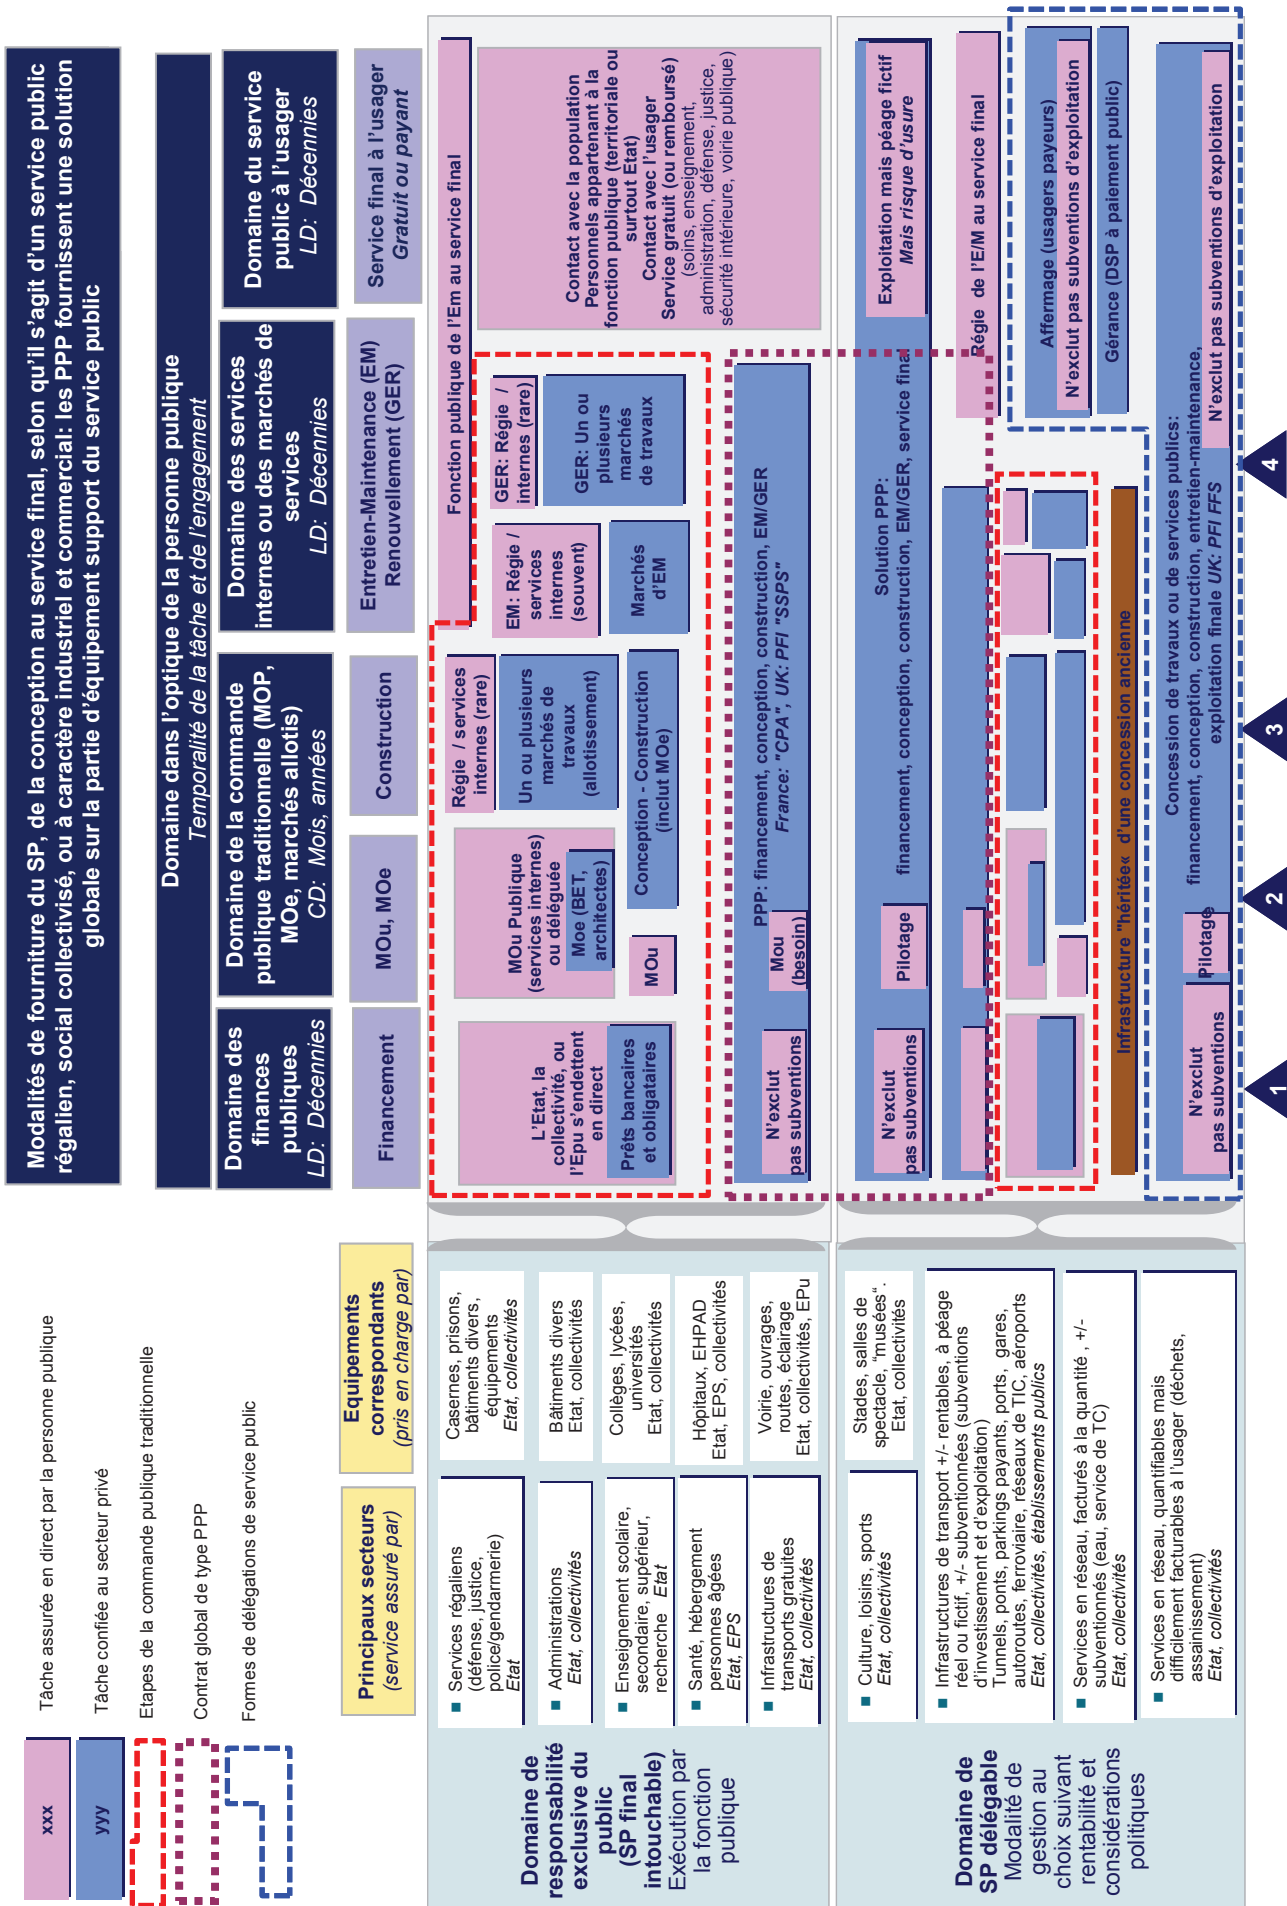 Modalités de fourniture du SP, de la conception au service final, selon qu'il s'agit d'un service public
régalien, social collectivisé, ou à caractère industriel et commercial: les PPP fournissent une solution
globale sur la partie d'équipement support du service public
xxx
Tâche assurée en direct par la personne publique
yyy
Tâche confiée au secteur privé
Etapes de la commande publique traditionnelle
Contrat global de type PPP
Formes de délégations de service public
Domaine dans l'optique de la personne publique
Temporalité de la tâche et de l'engagement
Domaine des
finances
publiques
LD: Décennies
Domaine de la commande
publique traditionnelle (MOP,
MOe, marchés allotis)
CD: Mois, années
Domaine des services
internes ou des marchés de
services
LD: Décennies
Domaine du service
public à l'usager
LD: Décennies
Principaux secteurs
(service assuré par)
Equipements
correspondants
(pris en charge par)
Financement
MOu, MOe
Construction
Entretien-Maintenance (EM)
Renouvellement (GER)
Service final à l'usager
Gratuit ou payant
Domaine de
responsabilité
exclusive du
public
(SP final
intouchable)
Exécution par
la fonction
publique
■ Services régaliens
(défense, justice,
police/gendarmerie)
Etat
■ Administrations
Etat, collectivités
■ Enseignement scolaire,
secondaire, supérieur,
recherche Etat
■ Santé, hébergement
personnes âgées
Etat, EPS
■ Infrastructures de
transports gratuites
Etat, collectivités
Casernes, prisons,
bâtiments divers,
équipements
Etat, collectivités
Bâtiments divers
Etat, collectivités
Collèges, lycées,
universités
Etat, collectivités
Hôpitaux, EHPAD
Etat, EPS, collectivités
Voirie, ouvrages,
routes, éclairage
Etat, collectivités, EPu
L'Etat, la
collectivité, ou
l'Epu s'endettent
en direct
Prêts bancaires
et obligataires
MOu Publique
(services internes)
ou déléguée
Moe (BET,
architectes)
MOu
Régie / services
internes (rare)
Un ou plusieurs
marchés de
travaux
(allotissement)
Conception - Construction
(inclut MOe)
Fonction publique de l'Em au service final
EM: Régie /
services
internes
(souvent)
Marchés
d'EM
GER: Régie /
internes (rare)
GER: Un ou
plusieurs
marchés
de travaux
Contact avec la population
Personnels appartenant à la
fonction publique (territoriale ou
surtout Etat)
Contact avec l'usager
Service gratuit (ou remboursé)
(soins, enseignement,
administration, défense, justice,
sécurité intérieure, voirie publique)
PPP: financement, conception, construction, EM/GER
France: "CPA", UK: PFI "SSPS"
N'exclut
pas subventions
Mou
(besoin)
Domaine de
SP délégable
Modalité de
gestion au
choix suivant
rentabilité et
considérations
politiques
■ Culture, loisirs, sports
Etat, collectivités
■ Infrastructures de transport +/- rentables, à péage
réel ou fictif, +/- subventionnées (subventions
d'investissement et d'exploitation)
Tunnels, ponts, parkings payants, ports, gares,
autoroutes, ferroviaire, réseaux de TIC, aéroports
Etat, collectivités, établissements publics
■ Services en réseau, facturés à la quantité , +/-
subventionnés (eau, service de TC)
Etat, collectivités
■ Services en réseau, quantifiables mais
difficilement facturables à l'usager (déchets,
assainissement)
Etat, collectivités
Stades, salles de
spectacle, "musées".
Etat, collectivités
Solution PPP:
financement, conception, construction, EM/GER, service final
N'exclut
pas subventions
Pilotage
Exploitation mais péage fictif
Mais risque d'usure
Régie de l'E/M au service final
Affermage (usagers payeurs)
N'exclut pas subventions d'exploitation
Gérance (DSP à paiement public)
Infrastructure "héritée« d'une concession ancienne
Concession de travaux ou de services publics:
financement, conception, construction, entretien-maintenance,
exploitation finale UK: PFI FFS
N'exclut
pas subventions
Pilotage
N'exclut pas subventions d'exploitation
1
2
3
4